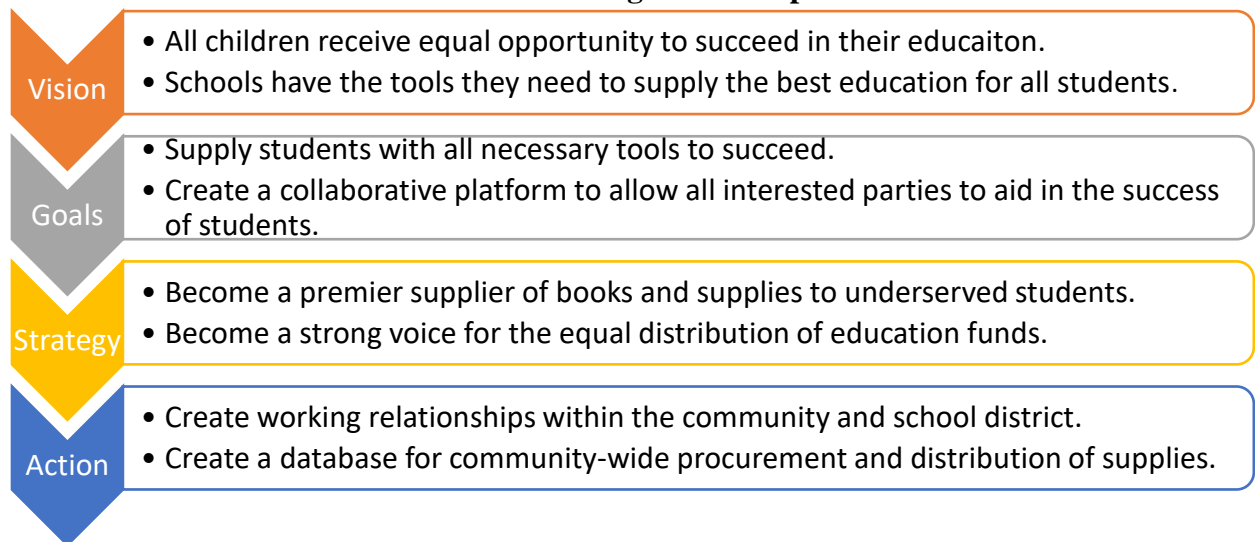 Vision
• All children receive equal opportunity to succeed in their educaiton.
• Schools have the tools they need to supply the best education for all students.
Goals
• Supply students with all necessary tools to succeed.
• Create a collaborative platform to allow all interested parties to aid in the success
of students.
Strategy
• Become a premier supplier of books and supplies to underserved students.
• Become a strong voice for the equal distribution of education funds.
Action
• Create working relationships within the community and school district.
• Create a database for community-wide procurement and distribution of supplies.